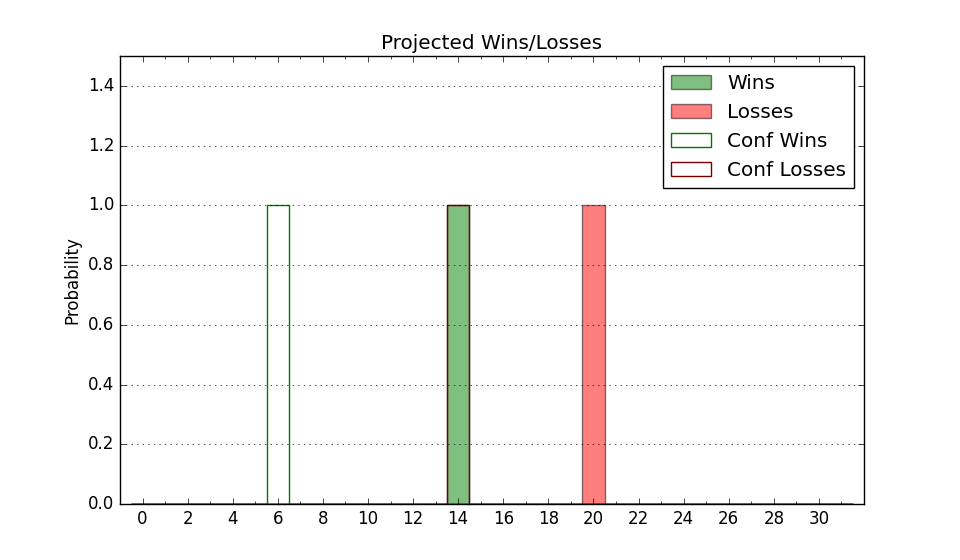 Projected Wins/Losses
Probability
1.4
1.2
1.0
0.8
0.6
0.4
0.2
0.0
0 2 4 6 8 10 12 14 16 18 20 22 24 26 28 30
Wins
Losses
Conf Wins
Conf Losses